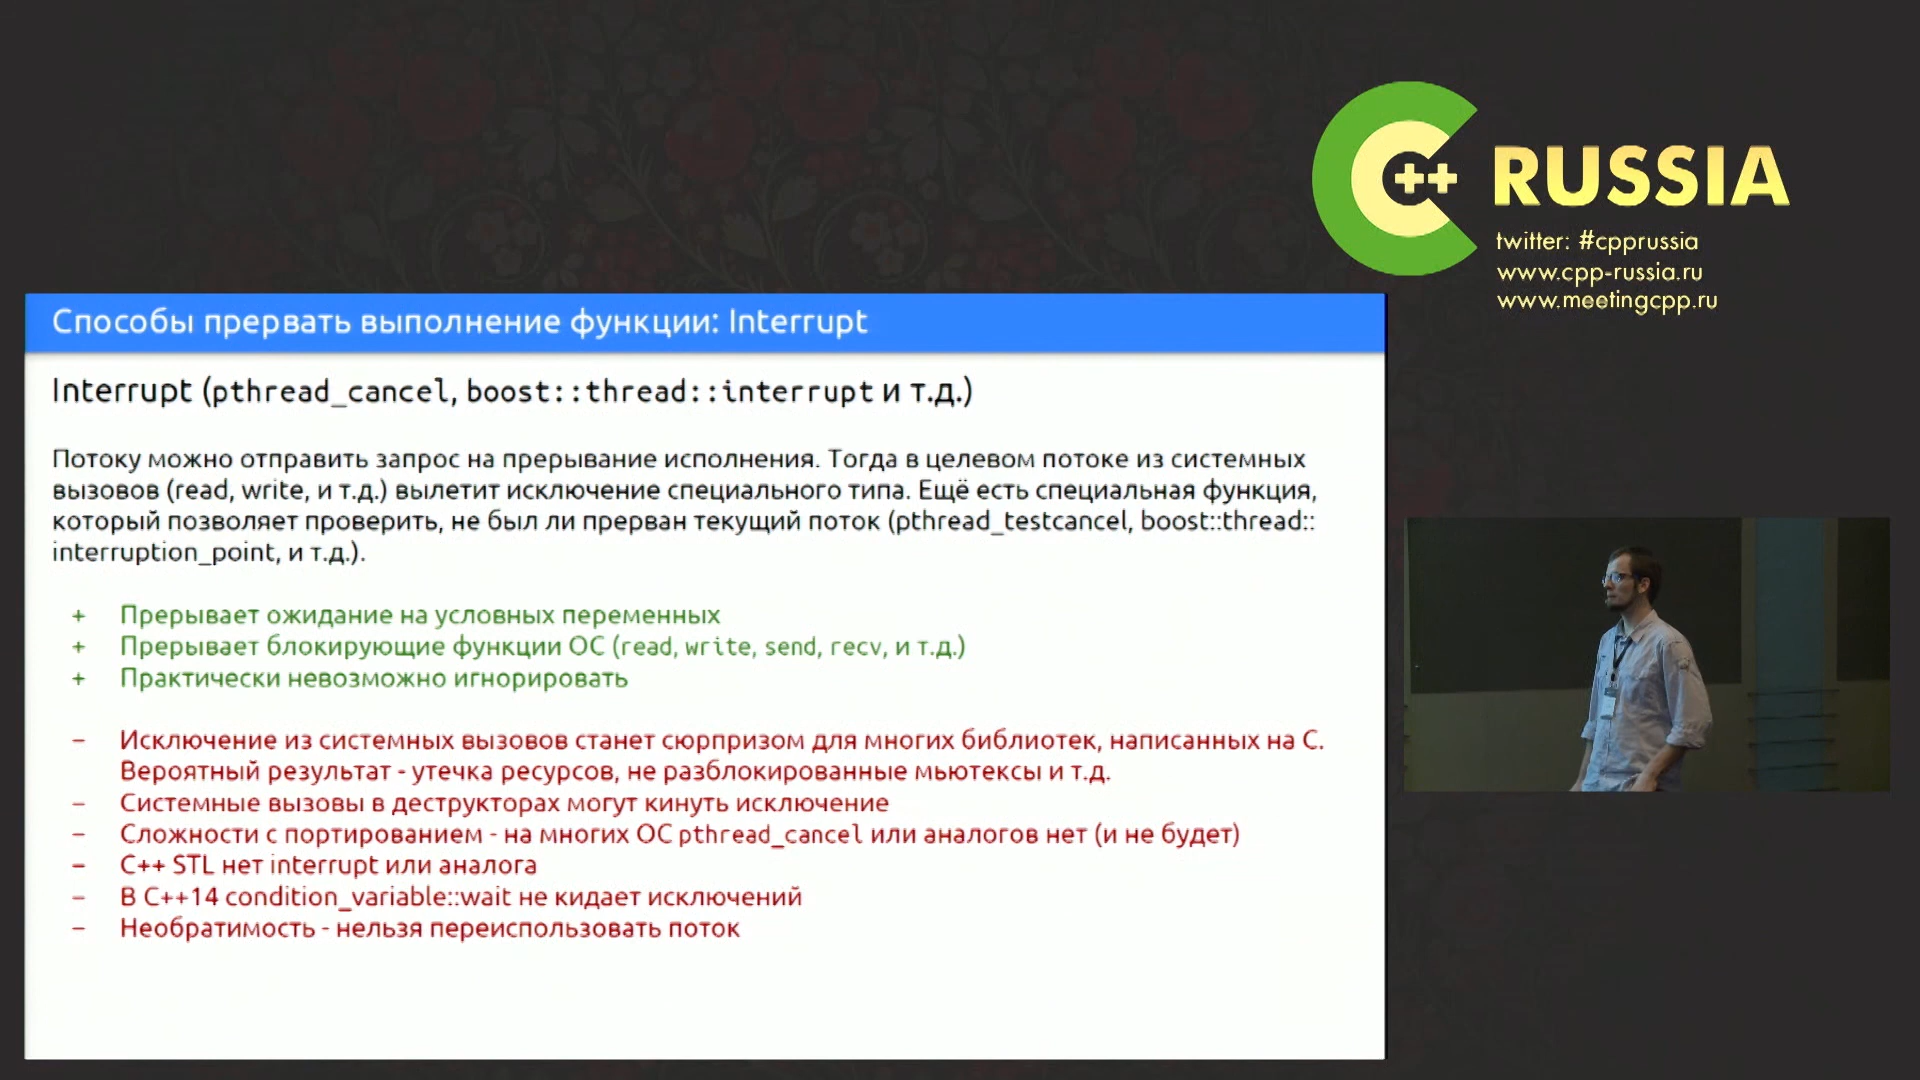 C++ RUSSIA
twitter: #cpprussia
www.cpp-russia.ru
www.meetingcpp.ru
Способы прервать выполнение функции: Interrupt
Interrupt (pthread_cancel, boost::thread::interrupt и т.д.)
Потоку можно отправить запрос на прерывание исполнения. Тогда в целевом потоке из системных
вызовов (read, write, и т.д.) вылетит исключение специального типа. Ещё есть специальная функция,
который позволяет проверить, не был ли прерван текущий поток (pthread_testcancel, boost::thread::
interruption_point, и т.д.).
+ Прерывает ожидание на условных переменных
+ Прерывает блокирующие функции ОС (read, write, send, recv, и т.д.)
+ Практически невозможно игнорировать
– Исключение из системных вызовов станет сюрпризом для многих библиотек, написанных на С.
Вероятный результат - утечка ресурсов, не разблокированные мьютексы и т.д.
– Системные вызовы в деструкторах могут кинуть исключение
– Сложности с портированием - на многих ОС pthread_cancel или аналогов нет (и не будет)
– C++ STL нет interrupt или аналога
– В C++14 condition_variable::wait не кидает исключений
– Необратимость - нельзя переиспользовать поток